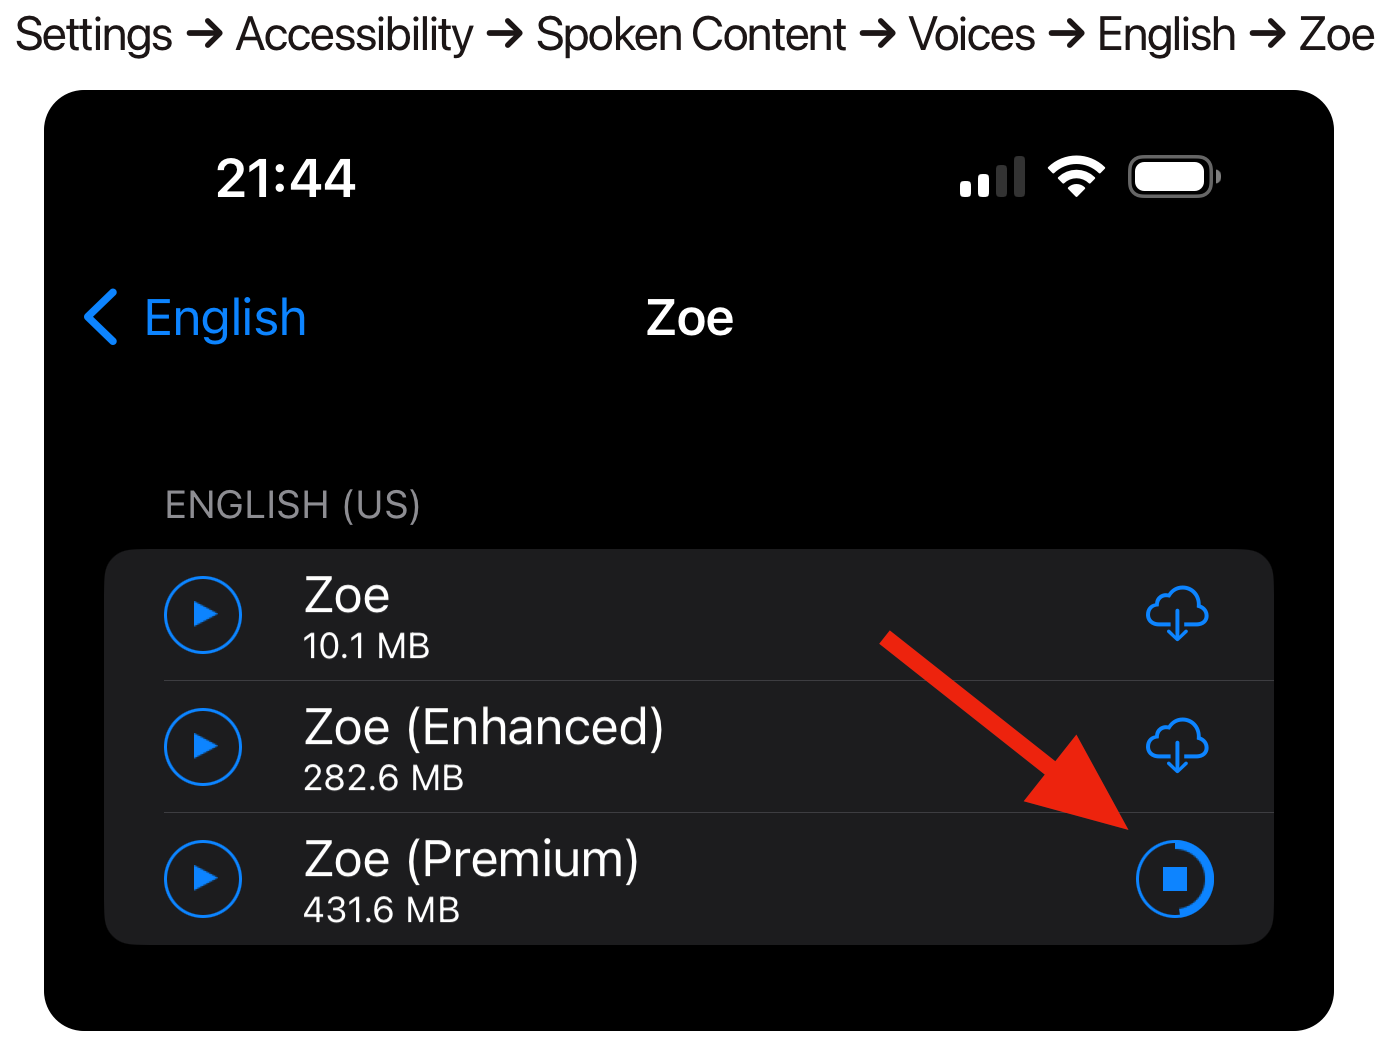 Settings → Accessibility → Spoken Content → Voices → English → Zoe
21:44
English
Zoe
ENGLISH (US)
Zoe
10.1 MB
Zoe (Enhanced)
282.6 MB
Zoe (Premium)
431.6 MB